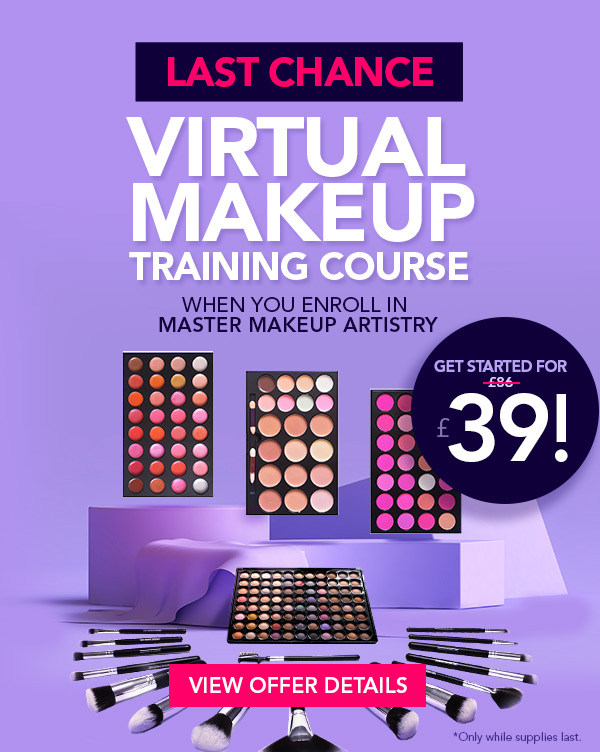 LAST CHANCE
VIRTUAL
MAKEUP
TRAINING COURSE
WHEN YOU ENROLL IN
MASTER MAKEUP ARTISTRY
GET STARTED FOR
£86
£39!
VIEW OFFER DETAILS
*Only while supplies last.